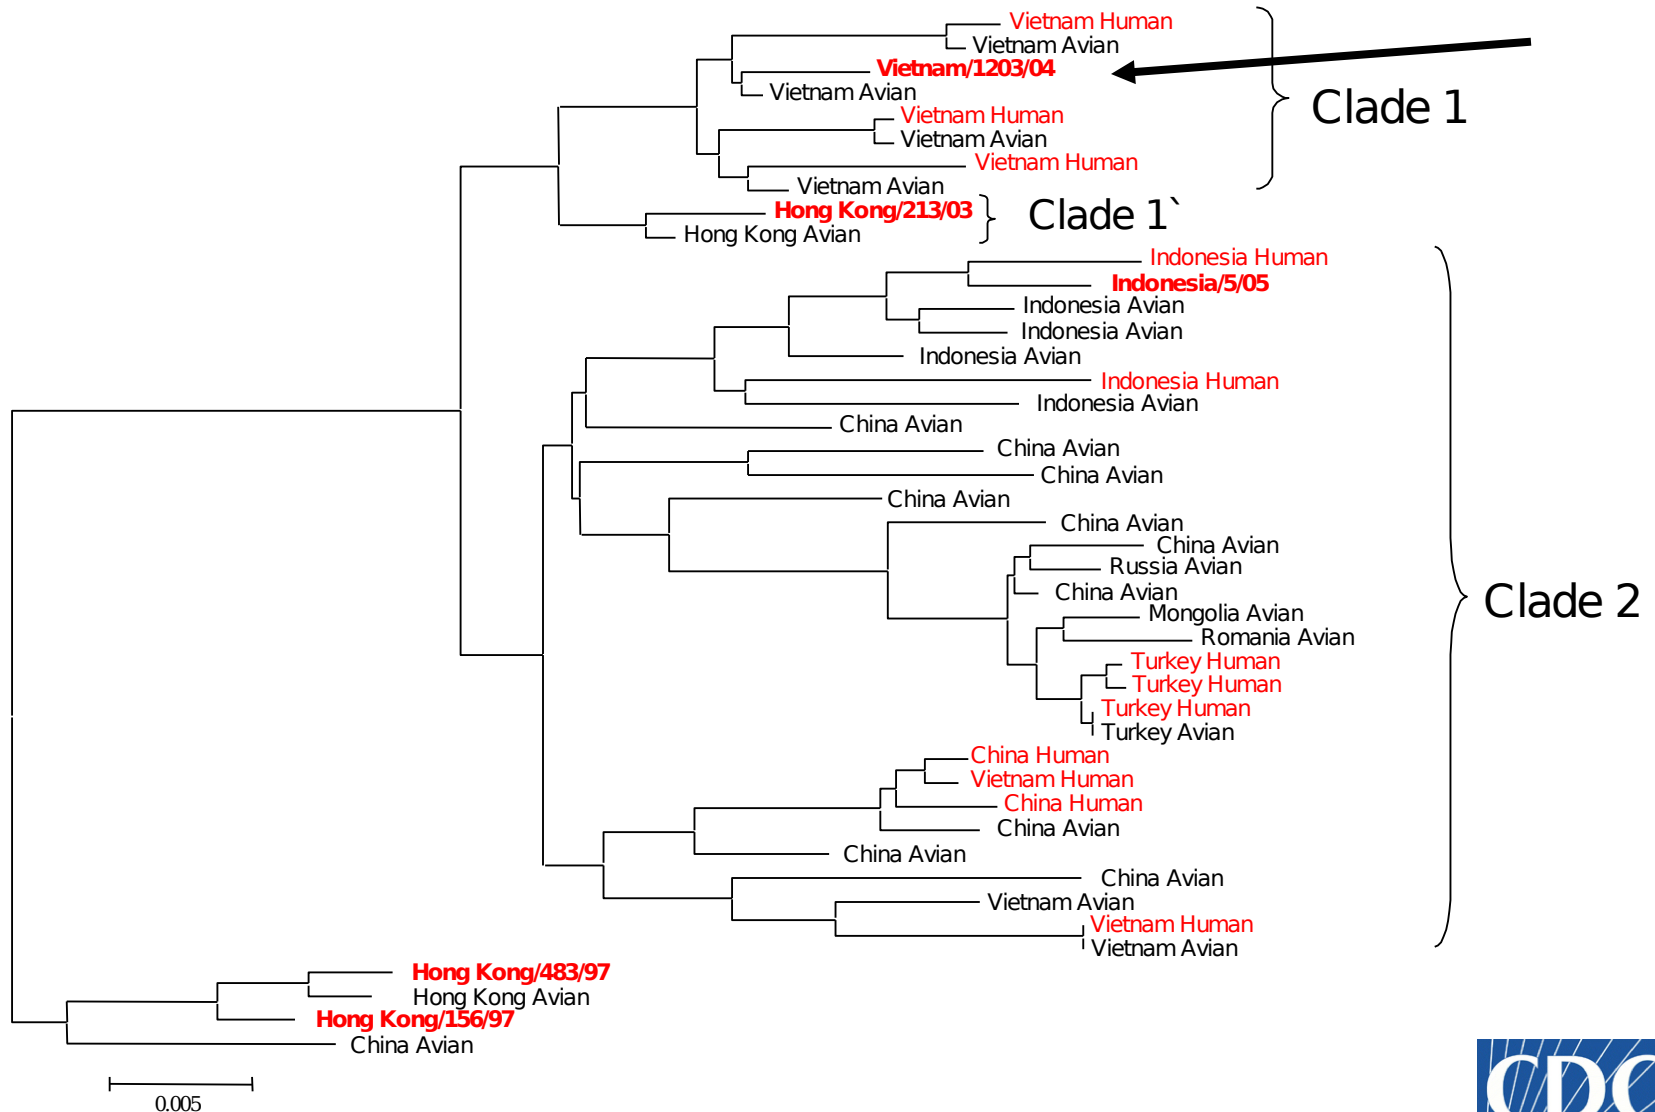 Vietnam Human
Vietnam Avian
Vietnam/1203/04
Vietnam Avian
Clade 1
Vietnam Human
Vietnam Avian
Vietnam Human
Vietnam Avian
Hong Kong/213/03
Clade 1`
Hong Kong Avian
Indonesia Human
Indonesia/5/05
Indonesia Avian
Indonesia Avian
Indonesia Avian
Indonesia Human
Indonesia Avian
China Avian
China Avian
China Avian
China Avian
China Avian
China Avian
Russia Avian
China Avian
Clade 2
Mongolia Avian
Romania Avian
Turkey Human
Turkey Human
Turkey Human
Turkey Avian
China Human
Vietnam Human
China Human
China Avian
China Avian
China Avian
Vietnam Avian
Vietnam Human
Vietnam Avian
Hong Kong/483/97
Hong Kong Avian
Hong Kong/156/97
China Avian
0.005
CDC